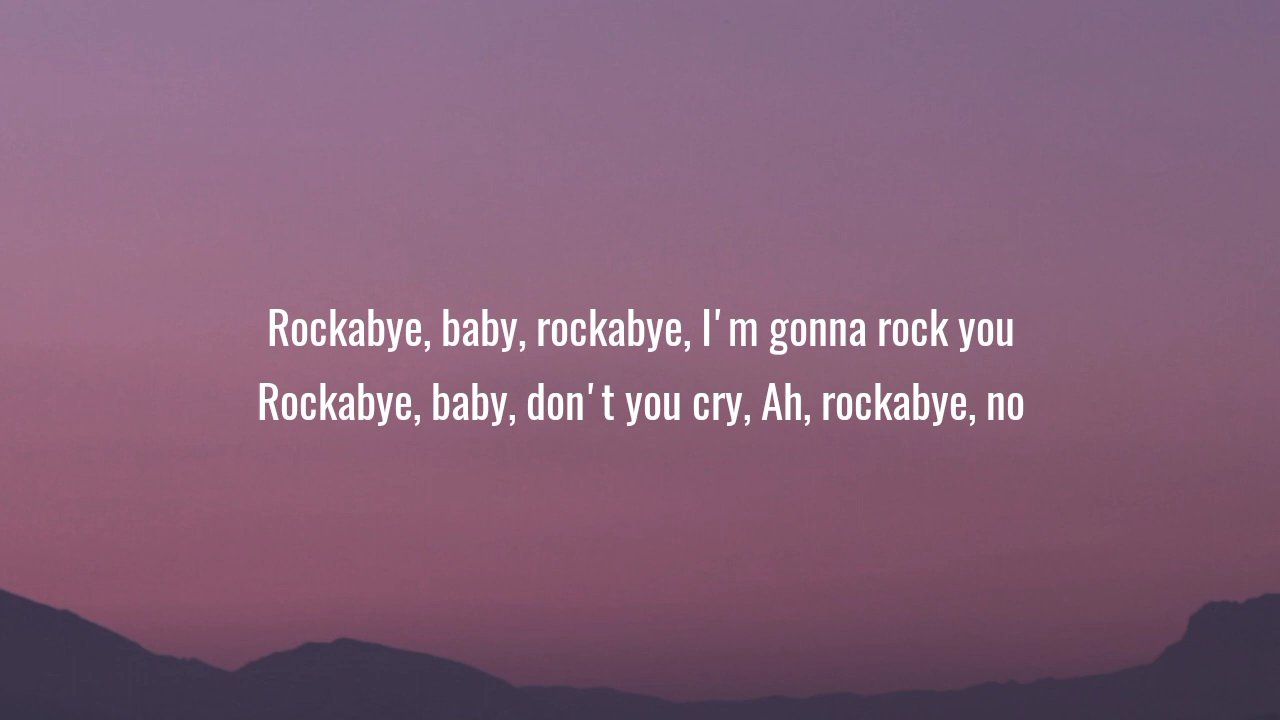 Rockabye, baby, rockabye, I'm gonna rock you
Rockabye, baby, don't you cry, Ah, rockabye, no